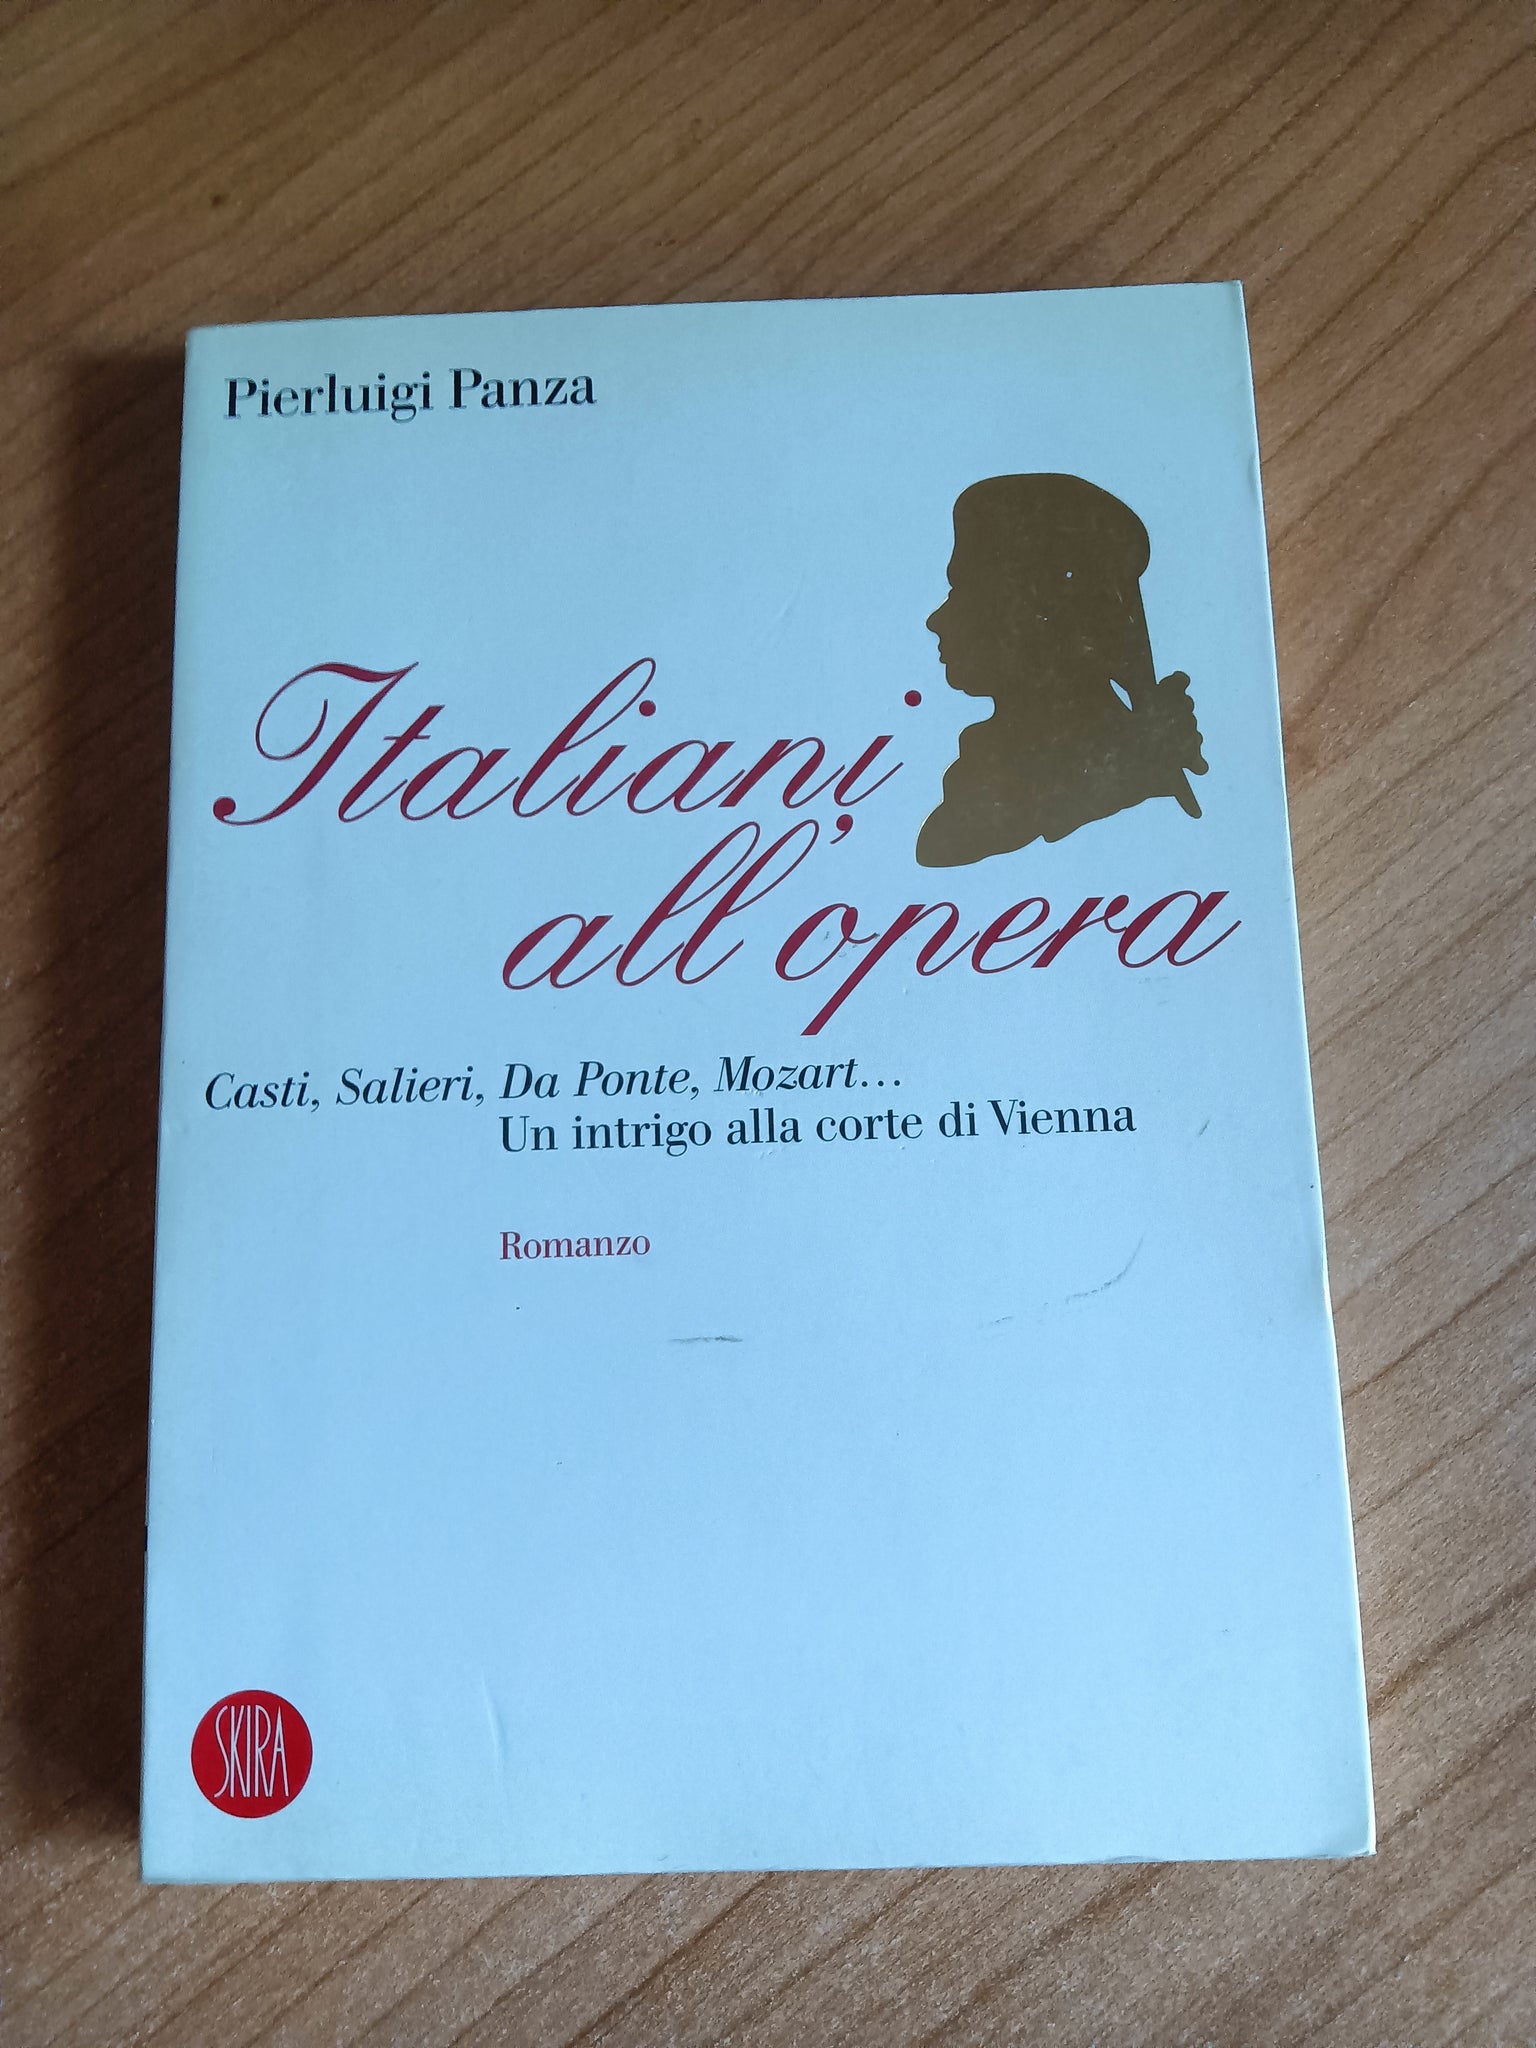 Pierluigi Panza
Italiani
all'opera
Casti, Salieri, Da Ponte, Mozart...
Un intrigo alla corte di Vienna
Romanzo
SKIRA